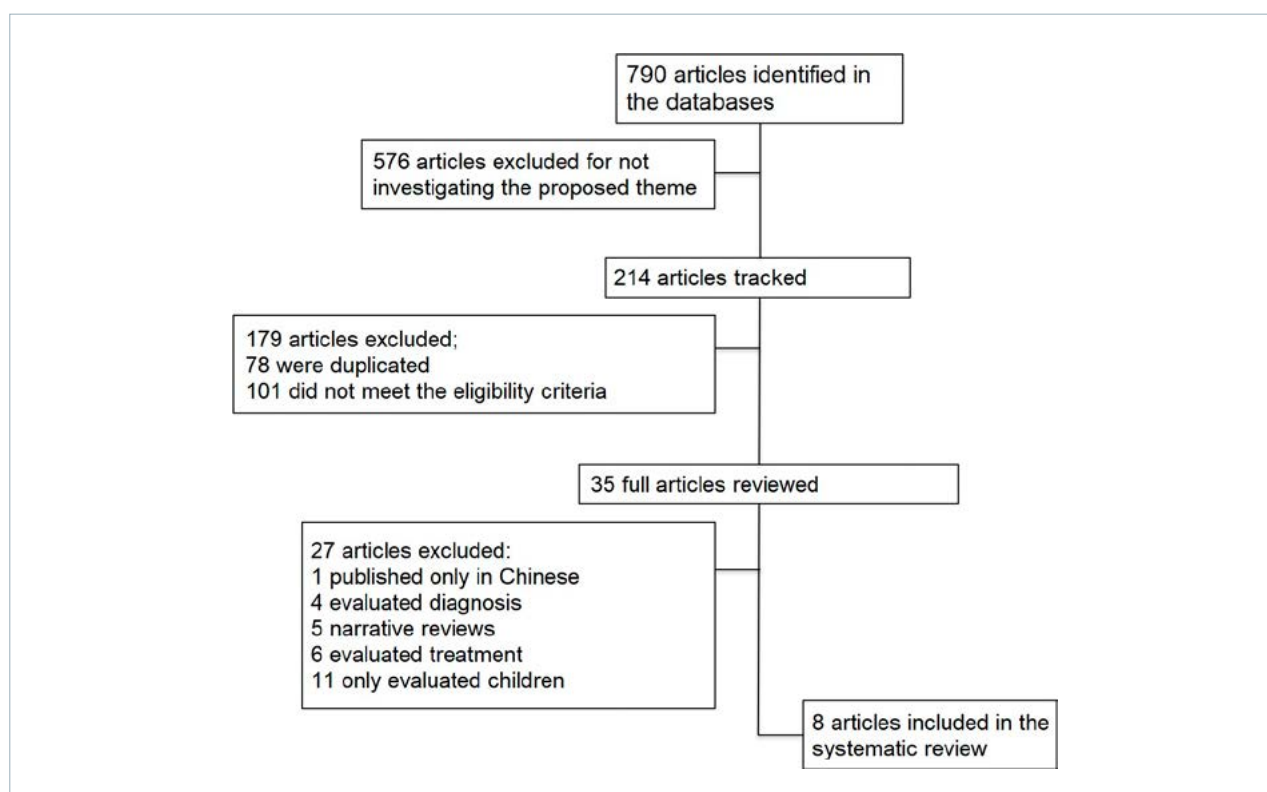 790 articles identified in
the databases
576 articles excluded for not
investigating the proposed theme
214 articles tracked
179 articles excluded;
78 were duplicated
101 did not meet the eligibility criteria
35 full articles reviewed
27 articles excluded:
1 published only in Chinese
4 evaluated diagnosis
5 narrative reviews
6 evaluated treatment
11 only evaluated children
8 articles included in the
systematic review